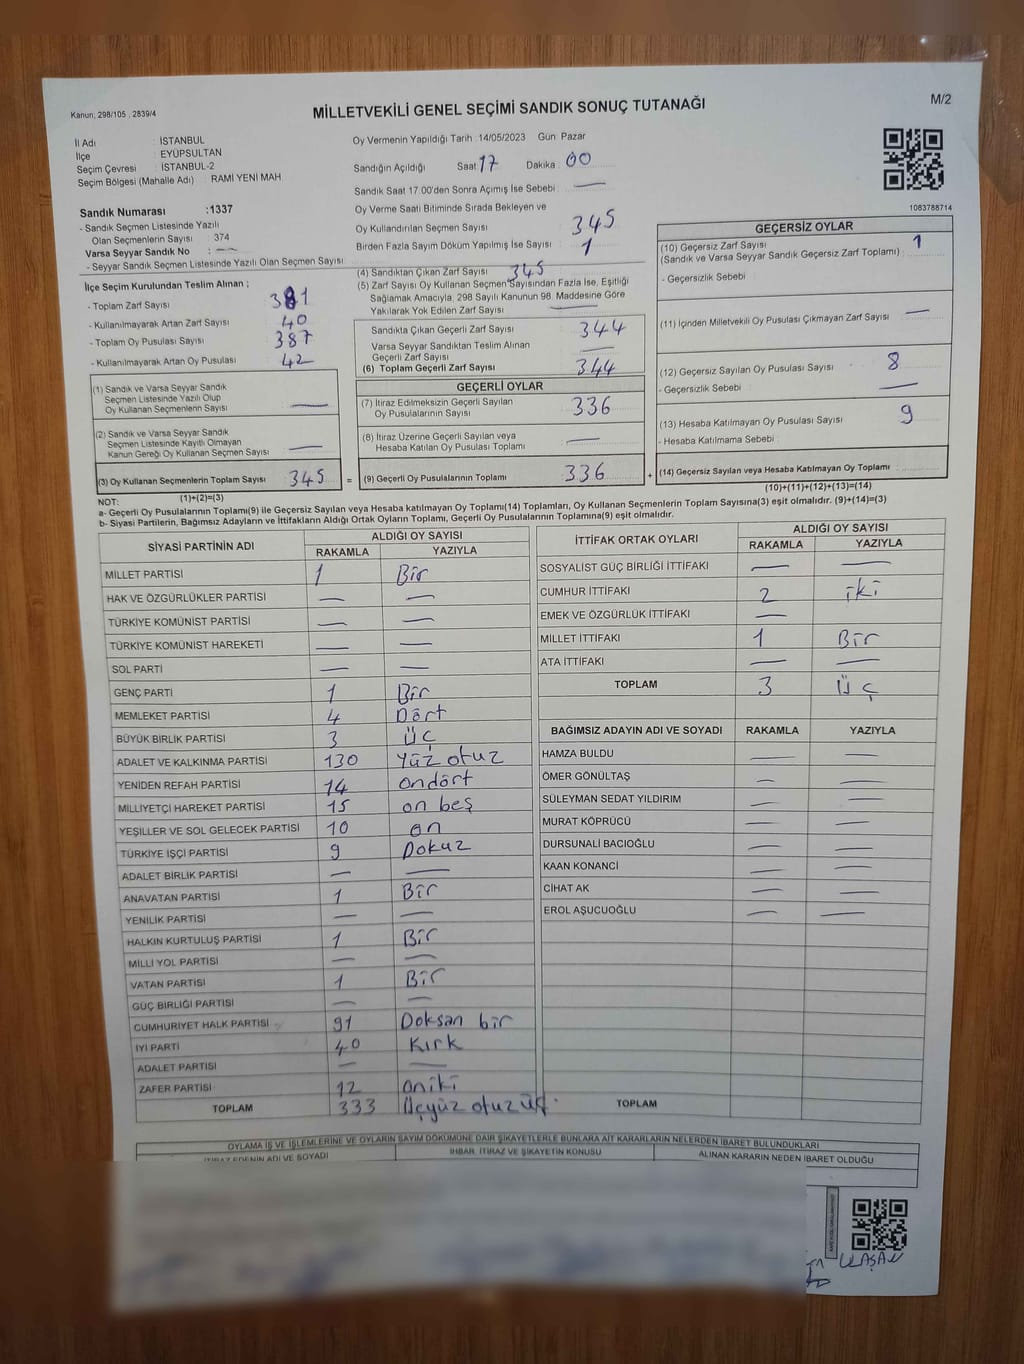 Kanun, 298/105 , 2839/4
MİLLETVEKİLİ GENEL SEÇİMİ SANDIK SONUÇ TUTANAĞI
M/2
İl Adı : İSTANBUL
İlçe : EYÜPSULTAN
Seçim Çevresi : İSTANBUL-2
Seçim Bölgesi (Mahalle Adı) : RAMİ YENİ MAH
Oy Vermenin Yapıldığı Tarih :14/05/2023 Gün: Pazar
Sandığın Açıldığı Saat : 17 Dakika : 00
Sandık Saat 17.00'den Sonra Açımış İse Sebebi : —
1083788714
Sandık Numarası :1337
- Sandık Seçmen Listesinde Yazılı
Olan Seçmenlerin Sayısı : 374
Varsa Seyyar Sandık No : —
- Seyyar Sandık Seçmen Listesinde Yazılı Olan Seçmen Sayısı
Oy Verme Saati Bitiminde Sırada Bekleyen ve
Oy Kullandırılan Seçmen Sayısı : 345
Birden Fazla Sayım Döküm Yapılmış İse Sayısı : 1
İlçe Seçim Kurulundan Teslim Alınan ;
- Toplam Zarf Sayısı : 381
- Kullanılmayarak Artan Zarf Sayısı : 40
- Toplam Oy Pusulası Sayısı : 387
- Kullanılmayarak Artan Oy Pusulası : 42
(4) Sandıktan Çıkan Zarf Sayısı : 345
(5) Zarf Sayısı Oy Kullanan Seçmen Sayısından Fazla İse, Eşitliği
Sağlamak Amacıyla, 298 Sayılı Kanunun 98. Maddesine Göre
Yakılarak Yok Edilen Zarf Sayısı : —
Sandıkta Çıkan Geçerli Zarf Sayısı : 344
Varsa Seyyar Sandıktan Teslim Alınan
Geçerli Zarf Sayısı : —
(6) Toplam Geçerli Zarf Sayısı : 344
GEÇERSİZ OYLAR
(10) Geçersiz Zarf Sayısı : 1
(Sandık ve Varsa Seyyar Sandık Geçersiz Zarf Toplamı)
- Geçersizlik Sebebi :
(11) İçinden Milletvekili Oy Pusulası Çıkmayan Zarf Sayısı : —
(12) Geçersiz Sayılan Oy Pusulası Sayısı : 8
- Geçersizlik Sebebi : —
(13) Hesaba Katılmayan Oy Pusulası Sayısı : 9
- Hesaba Katılmama Sebebi :
(14) Geçersiz Sayılan veya Hesaba Katılmayan Oy Toplamı :
(10)+(11)+(12)+(13)=(14)
(1) Sandık ve Varsa Seyyar Sandık
Seçmen Listesinde Yazılı Olup
Oy Kullanan Seçmenlerin Sayısı : —
(2) Sandık ve Varsa Seyyar Sandık
Seçmen Listesinde Kayıtlı Olmayan
Kanun Gereği Oy Kullanan Seçmen Sayısı : —
(3) Oy Kullanan Seçmenlerin Toplam Sayısı : 345 =
(1)+(2)=(3)
GEÇERLİ OYLAR
(7) İtiraz Edilmeksizin Geçerli Sayılan
Oy Pusulalarının Sayısı : 336
(8) İtiraz Üzerine Geçerli Sayılan veya
Hesaba Katılan Oy Pusulası Toplamı : —
(9) Geçerli Oy Pusulalarının Toplamı : 336 +
NOT:
a- Geçerli Oy Pusulalarının Toplamı(9) ile Geçersiz Sayılan veya Hesaba katılmayan Oy Toplamı(14) Toplamları, Oy Kullanan Seçmenlerin Toplam Sayısına(3) eşit olmalıdır. (9)+(14)=(3)
b- Siyasi Partilerin, Bağımsız Adayların ve İttifakların Aldığı Ortak Oyların Toplamı, Geçerli Oy Pusulalarının Toplamına(9) eşit olmalıdır.
SİYASİ PARTİNİN ADI ALDIĞI OY SAYISI
RAKAMLA YAZIYLA
MİLLET PARTİSİ 1 Bir
HAK VE ÖZGÜRLÜKLER PARTİSİ — —
TÜRKİYE KOMÜNİST PARTİSİ — —
TÜRKİYE KOMÜNİST HAREKETİ — —
SOL PARTİ — —
GENÇ PARTİ 1 Bir
MEMLEKET PARTİSİ 4 Dört
BÜYÜK BİRLİK PARTİSİ 3 Üç
ADALET VE KALKINMA PARTİSİ 130 Yüz otuz
YENİDEN REFAH PARTİSİ 14 ondört
MİLLİYETÇİ HAREKET PARTİSİ 15 on beş
YEŞİLLER VE SOL GELECEK PARTİSİ 10 on
TÜRKİYE İŞÇİ PARTİSİ 9 Dokuz
ADALET BİRLİK PARTİSİ — —
ANAVATAN PARTİSİ 1 Bir
YENİLİK PARTİSİ — —
HALKIN KURTULUŞ PARTİSİ 1 Bir
MİLLİ YOL PARTİSİ — —
VATAN PARTİSİ 1 Bir
GÜÇ BİRLİĞİ PARTİSİ — —
CUMHURİYET HALK PARTİSİ 91 Doksan bir
İYİ PARTİ 40 Kırk
ADALET PARTİSİ — —
ZAFER PARTİSİ 12 oniki
TOPLAM 333 Üçyüz otuzüç
İTTİFAK ORTAK OYLARI ALDIĞI OY SAYISI
RAKAMLA YAZIYLA
SOSYALİST GÜÇ BİRLİĞİ İTTİFAKI — —
CUMHUR İTTİFAKI 2 iki
EMEK VE ÖZGÜRLÜK İTTİFAKI —
MİLLET İTTİFAKI 1 Bir
ATA İTTİFAKI — —
TOPLAM 3 Üç
BAĞIMSIZ ADAYIN ADI VE SOYADI RAKAMLA YAZIYLA
HAMZA BULDU — —
ÖMER GÖNÜLTAŞ — —
SÜLEYMAN SEDAT YILDIRIM — —
MURAT KÖPRÜCÜ — —
DURSUNALİ BACIOĞLU — —
KAAN KONANCİ — —
CİHAT AK — —
EROL AŞUCUOĞLU — —
TOPLAM
OYLAMA İŞ VE İŞLEMLERİNE VE OYLARIN SAYIM DÖKÜMÜNE DAİR ŞİKAYETLERLE BUNLARA AİT KARARLARIN NELERDEN İBARET BULUNDUKLARI
İTİRAZ EDENİN ADI VE SOYADI İHBAR, İTİRAZ VE ŞİKAYETİN KONUSU ALINAN KARARIN NEDEN İBARET OLDUĞU